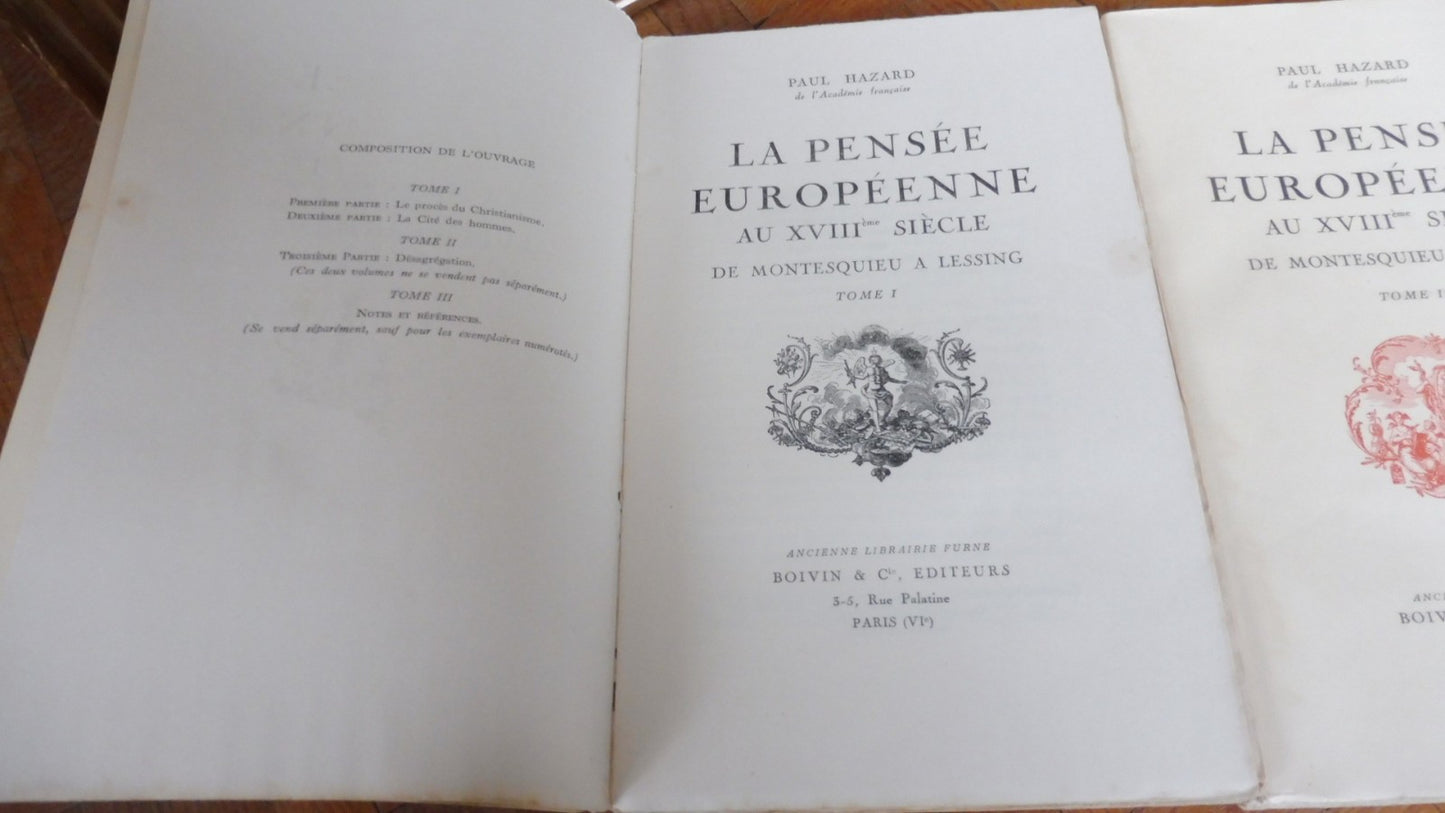 COMPOSITION DE L'OUVRAGE
TOME I
PREMIÈRE PARTIE : Le procès du Christianisme.
DEUXIÈME PARTIE : La Cité des hommes.
TOME II
TROISIÈME PARTIE : Désagrégation.
(Ces deux volumes ne se vendent pas séparément.)
TOME III
NOTES ET RÉFÉRENCES.
(Se vend séparément, sauf pour les exemplaires numérotés.)
PAUL HAZARD
de l'Académie française
LA PENSÉE
EUROPÉENNE
AU XVIIIème SIÈCLE
DE MONTESQUIEU A LESSING
TOME I
ANCIENNE LIBRAIRIE FURNE
BOIVIN & Cie, EDITEURS
3-5, Rue Palatine
PARIS (VIe)
PAUL HAZARD
de l'Académie française
LA PENS
EUROPÉE
AU XVIIIème S
DE MONTESQUIEU
TOME I
ANCI
BOIV